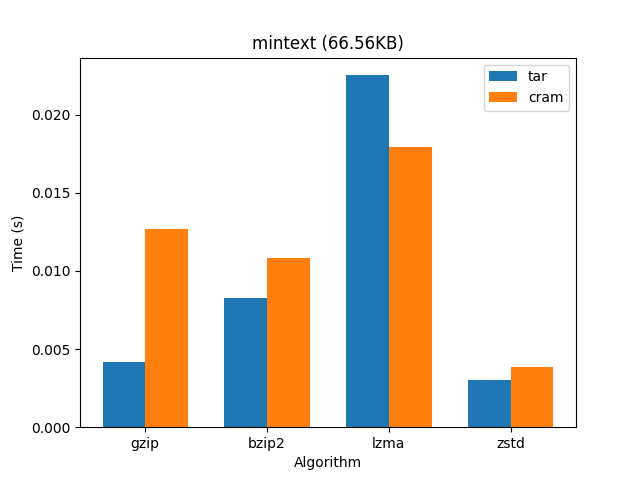 mintext (66.56KB)
tar
cram
Time (s)
0.020
0.015
0.010
0.005
0.000
gzip
bzip2
lzma
zstd
Algorithm